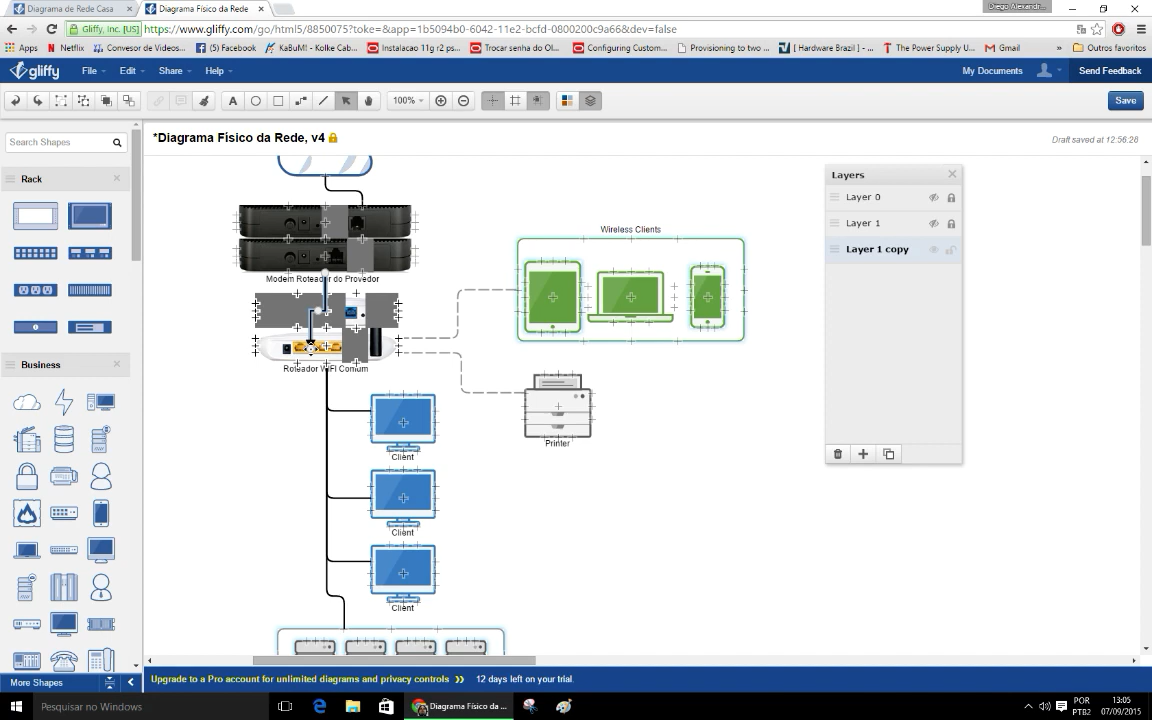 Diagrama de Rede Casa
Diagrama Físico da Rede
Diego Alexandr...
Gliffy, Inc. [US]
https://www.gliffy.com/go/html5/8850075?toke=&app=1b5094b0-6042-11e2-bcfd-0800200c9a66&dev=false
Apps
Netflix
Convesor de Videos...
(5) Facebook
KaBuM! - Kolke Cab...
Instalacao 11g r2 ps...
Trocar senha do Ol...
Configuring Custom...
Provisioning to two ...
[ Hardware Brazil ] - ...
The Power Supply U...
Gmail
»
Outros favoritos
gliffy
File
Edit
Share
Help
My Documents
Send Feedback
A
100%
Save
Search Shapes
*Diagrama Físico da Rede, v4
Draft saved at 12:56:28
Rack
Business
Layers
Layer 0
Layer 1
Layer 1 copy
Wireless Clients
Modem Roteador do Provedor
Roteador WIFI Comum
Printer
Client
Client
Client
More Shapes
Upgrade to a Pro account for unlimited diagrams and privacy controls »
12 days left on your trial.
Pesquisar no Windows
Diagrama Físico da ...
POR
PTB2
13:05
07/09/2015